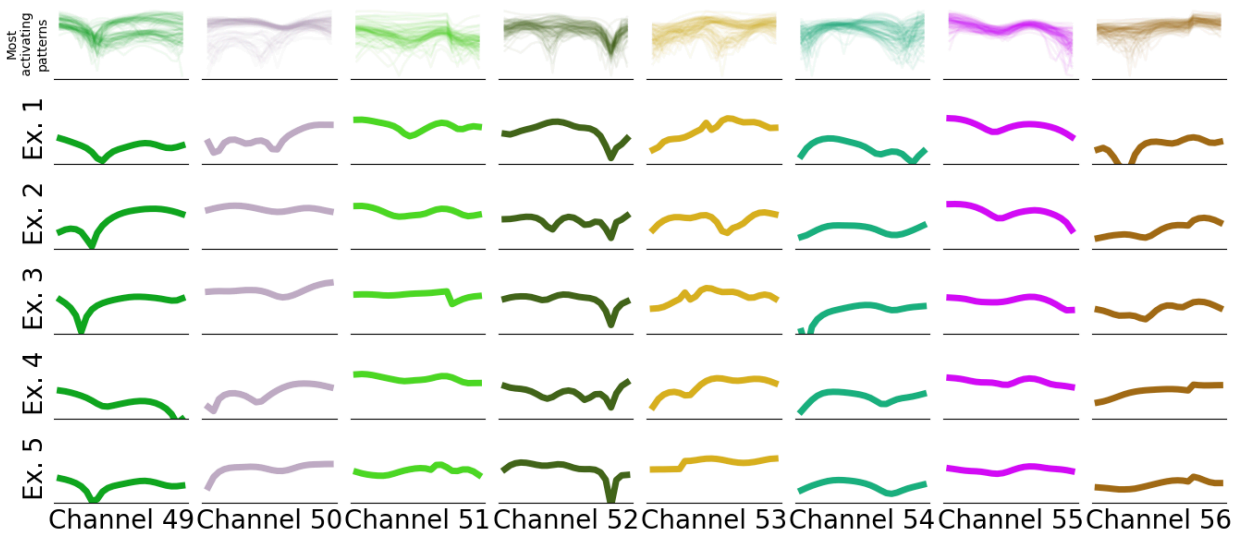 Most
activating
patterns
Ex. 1
Ex. 2
Ex. 3
Ex. 4
Ex. 5
Channel 49 Channel 50 Channel 51 Channel 52 Channel 53 Channel 54 Channel 55 Channel 56